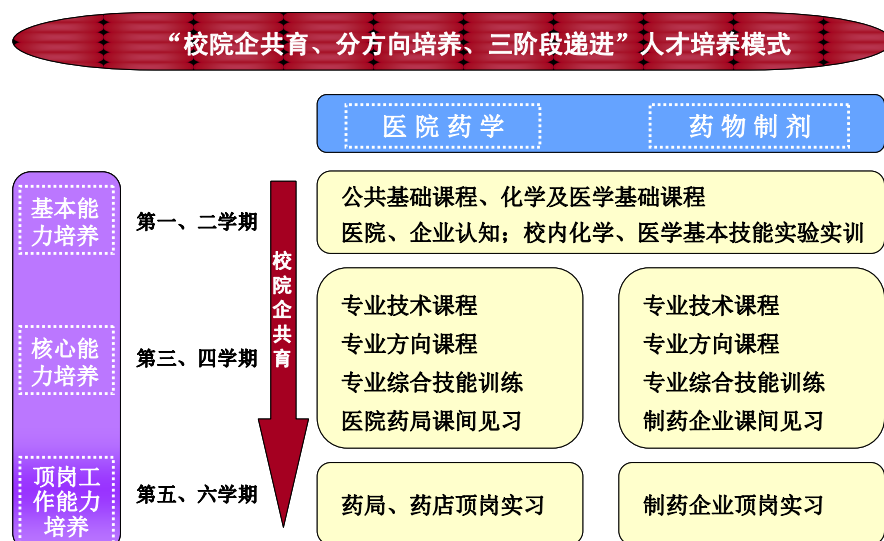 “校院企共育、分方向培养、三阶段递进”人才培养模式
医院药学
药物制剂
基本能
力培养
第一、二学期
公共基础课程、化学及医学基础课程
医院、企业认知；校内化学、医学基本技能实验实训
校院企共育
核心能
力培养
第三、四学期
专业技术课程
专业方向课程
专业综合技能训练
医院药局课间见习
专业技术课程
专业方向课程
专业综合技能训练
制药企业课间见习
顶岗工
作能力
培养
第五、六学期
药局、药店顶岗实习
制药企业顶岗实习